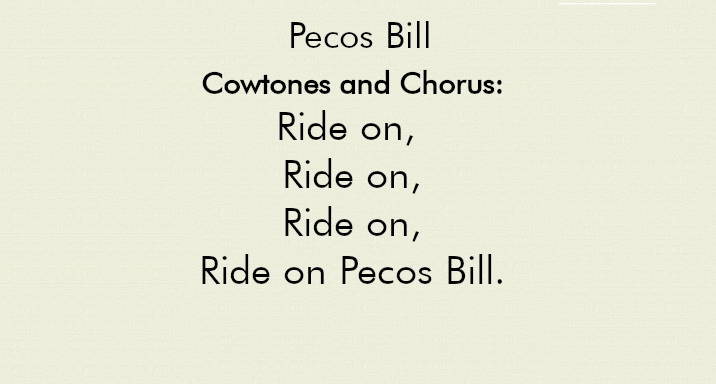 Pecos Bill
Cowtones and Chorus:
Ride on,
Ride on,
Ride on,
Ride on Pecos Bill.